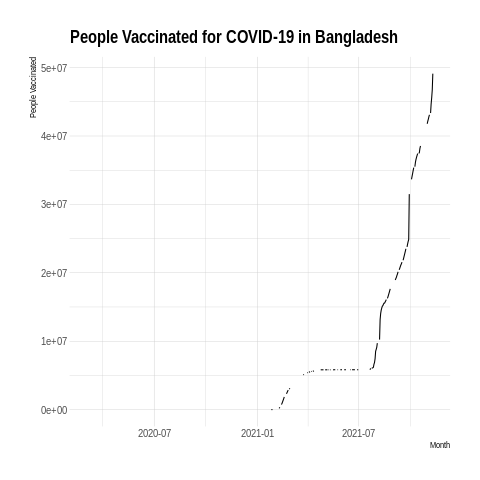 People Vaccinated for COVID-19 in Bangladesh
People Vaccinated
5e+07
4e+07
3e+07
2e+07
1e+07
0e+00
2020-07
2021-01
2021-07
Month